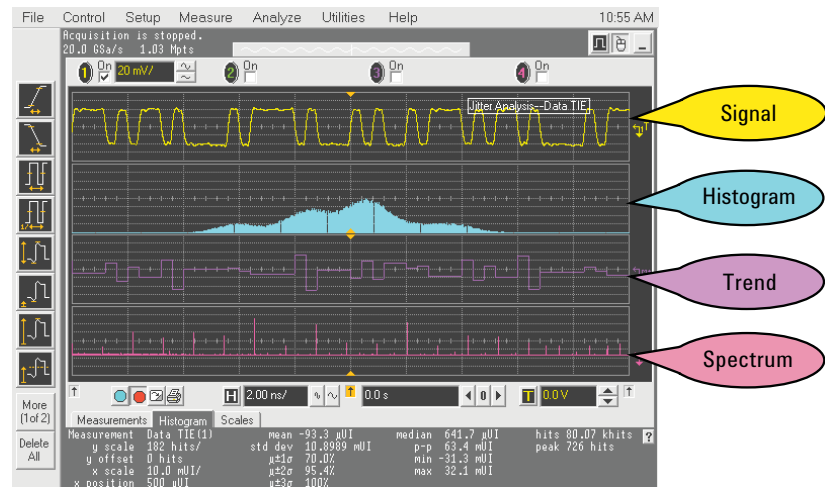 File Control Setup Measure Analyze Utilities Help 10:55 AM
Acquisition is stopped.
20.0 GSa/s 1.03 Mpts
1 On 20 mV/ 2 On 3 On 4 On
Jitter Analysis--Data TIE
Signal
Histogram
Trend
Spectrum
More
(1of 2)
Delete
All
H 2.00 ns/ T 0.0 s 0 T 0.0 V T
Measurements Histogram Scales
Measurement Data TIE(1) mean -93.3 µUI median 641.7 µUI hits 80.07 khits ?
y scale 182 hits/ std dev 10.8989 mUI p-p 63.4 mUI peak 726 hits
y offset 0 hits µ±1σ 70.0% min -31.3 mUI
x scale 10.0 mUI/ µ±2σ 95.4% max 32.1 mUI
x position 500 µUI µ±3σ 100%